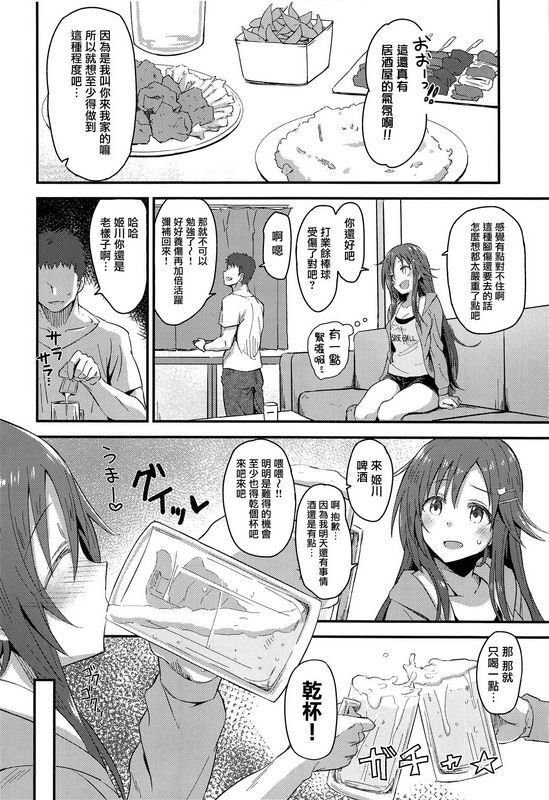 這還真有
居酒屋的氣氛啊!!
おお
おーっ
因為是我叫你來我家的嘛
所以就想至少得做到
這種程度吧…
感覺有點對不住啊
這種腳傷還要去的話
怎麼想都太嚴重了點吧
你還好吧
打業餘棒球
受傷了對吧?
有一點
緊張啊…
啊嗯
那就不可以
勉強了~!
好好養傷再加倍活躍
彌補回來!
哈哈
姬川你還是
老樣子啊…
來 姬川
啤酒
啊 抱歉…
因為我明天還有事情
酒還是有點…
喂喂~!!
明明是難得的機會
至少也得乾個杯吧
來吧來吧
グイッ
うまー♡
那 那就
只喝一點…
乾杯!
ガチャ☆